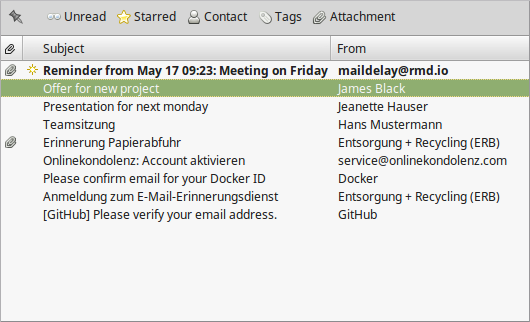 Unread Starred Contact Tags Attachment
Subject From
Reminder from May 17 09:23: Meeting on Friday maildelay@rmd.io
Offer for new project James Black
Presentation for next monday Jeanette Hauser
Teamsitzung Hans Mustermann
Erinnerung Papierabfuhr Entsorgung + Recycling (ERB)
Onlinekondolenz: Account aktivieren service@onlinekondolenz.com
Please confirm email for your Docker ID Docker
Anmeldung zum E-Mail-Erinnerungsdienst Entsorgung + Recycling (ERB)
[GitHub] Please verify your email address. GitHub